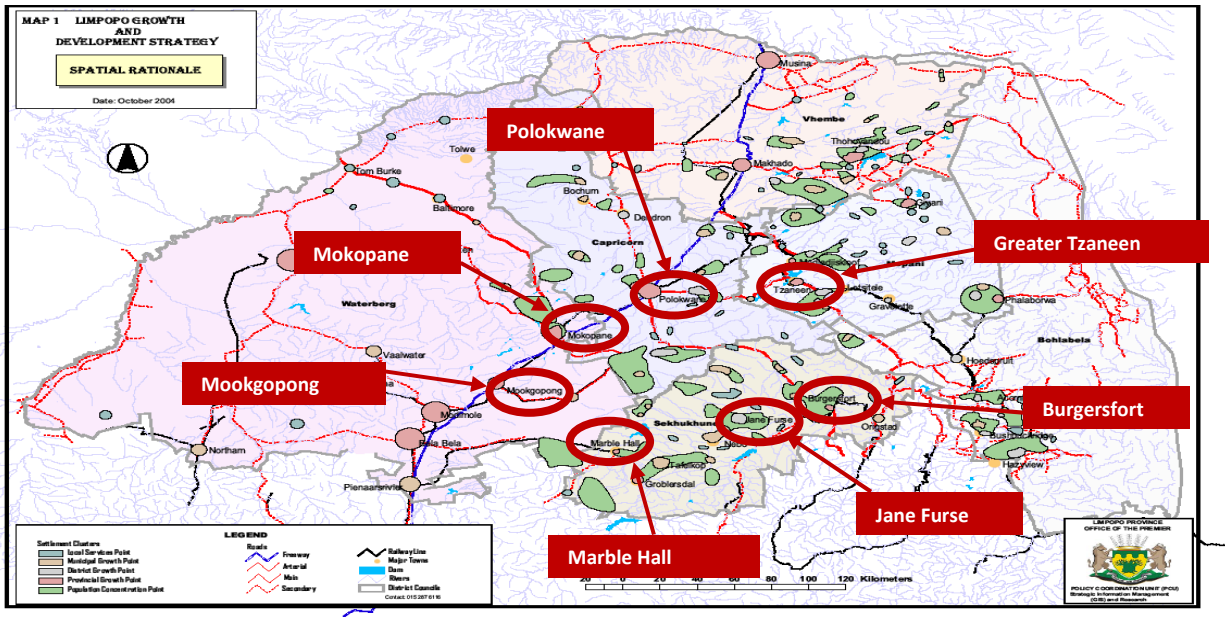 MAP 1 LIMPOPO GROWTH
AND
DEVELOPMENT STRATEGY
SPATIAL RATIONALE
Date: October 2004
Musina
Polokwane
Vhembe
Thohoyandou
Tolwe
Makhado
Tom Burke
Bochum
Baltimore
Dendron
Giyani
Capricorn
Greater Tzaneen
Mokopane
Modjadjiskloof
Mopani
Tzaneen
Letsitele
Waterberg
Polokwane
Gravelotte
Phalaborwa
Mokopane
Bohlabela
Vaalwater
Hoedspruit
Mookgopong
Mookgopong
Burgersfort
Burgersfort
Modimole
Jane Furse
Sekhukhune
Ohrigstad
Bela Bela
Marble Hall
Nebo
Bushbuckridge
Northam
Tafelkop
Hazyview
Pienaarsrivier
Groblersdal
Jane Furse
Marble Hall
LEGEND
Settlement Clusters
Local Services Point
Municipal Growth Point
District Growth Point
Provincial Growth Point
Population Concentration Point
Roads
Freeway
Arterial
Main
Secondary
Railway Line
Major Towns
Dam
Rivers
District Councils
Contact: 015 287 6116
20 0 20 40 60 80 100 120 Kilometers
LIMPOPO PROVINCE
OFFICE OF THE PREMIER
POLICY COORDINATION UNIT (PCU)
Strategic Information Management
(GIS) and Research